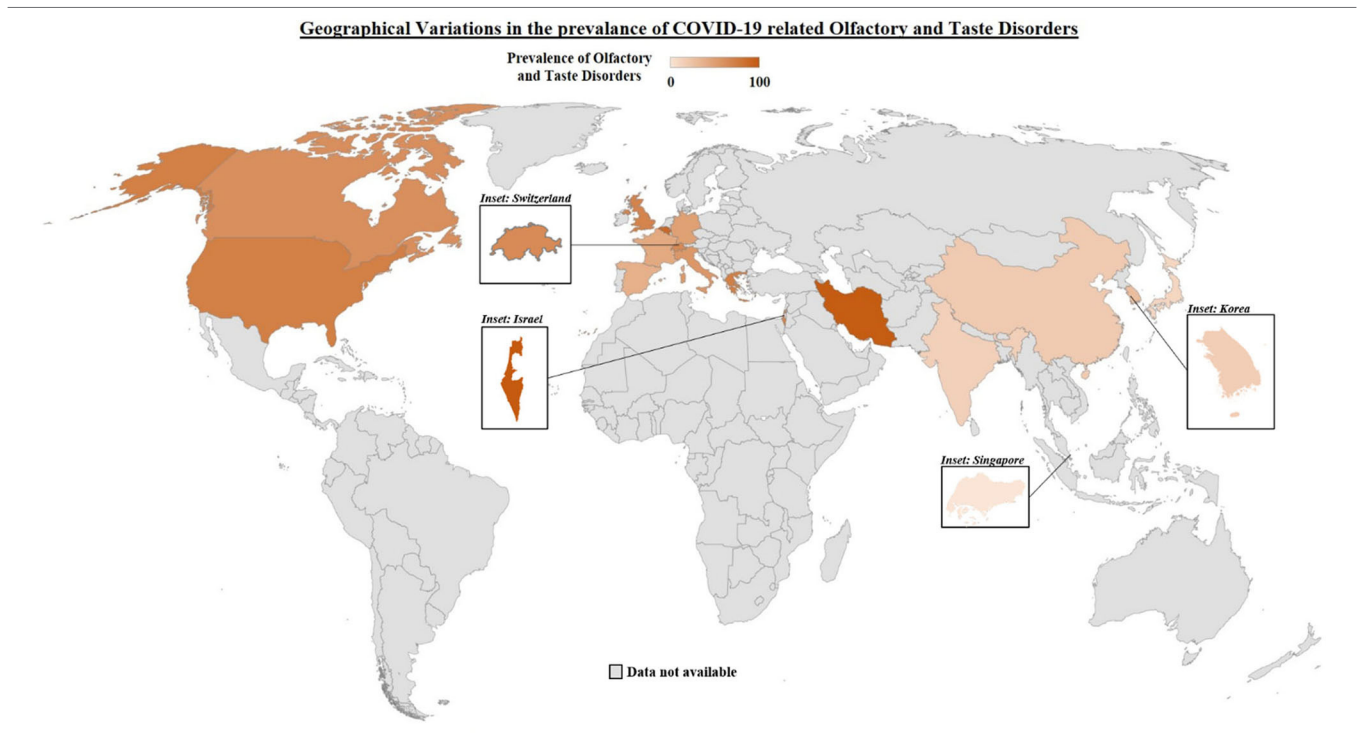 Geographical Variations in the prevalance of COVID-19 related Olfactory and Taste Disorders
Prevalence of Olfactory
and Taste Disorders
0 100
Inset: Switzerland
Inset: Israel
Inset: Korea
Inset: Singapore
Data not available